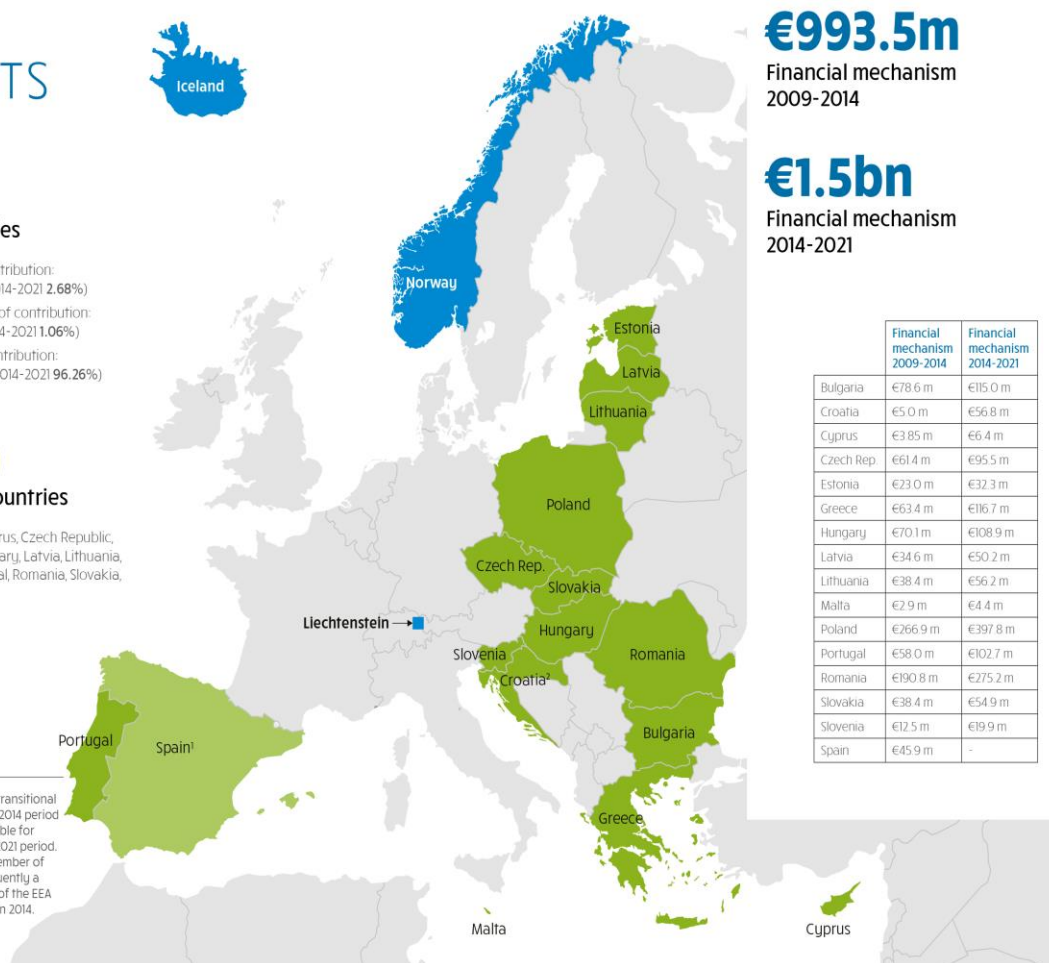 TS
es
tribution:
14-2021 2.68%)
of contribution:
4-2021 1.06%)
ntribution:
014-2021 96.26%)
ountries
rus, Czech Republic,
ary, Latvia, Lithuania,
al, Romania, Slovakia,
ransitional
2014 period
ble for
021 period.
ember of
uently a
of the EEA
n 2014.
Iceland
Norway
Estonia
Latvia
Lithuania
Poland
Czech Rep.
Slovakia
Liechtenstein
Hungary
Slovenia
Romania
Croatia²
Bulgaria
Portugal
Spain¹
Greece
Malta
Cyprus
€993.5m
Financial mechanism
2009-2014
€1.5bn
Financial mechanism
2014-2021
Financial mechanism 2009-2014 Financial mechanism 2014-2021
Bulgaria €78.6 m €115.0 m
Croatia €5.0 m €56.8 m
Cyprus €3.85 m €6.4 m
Czech Rep. €61.4 m €95.5 m
Estonia €23.0 m €32.3 m
Greece €63.4 m €116.7 m
Hungary €70.1 m €108.9 m
Latvia €34.6 m €50.2 m
Lithuania €38.4 m €56.2 m
Malta €2.9 m €4.4 m
Poland €266.9 m €397.8 m
Portugal €58.0 m €102.7 m
Romania €190.8 m €275.2 m
Slovakia €38.4 m €54.9 m
Slovenia €12.5 m €19.9 m
Spain €45.9 m -